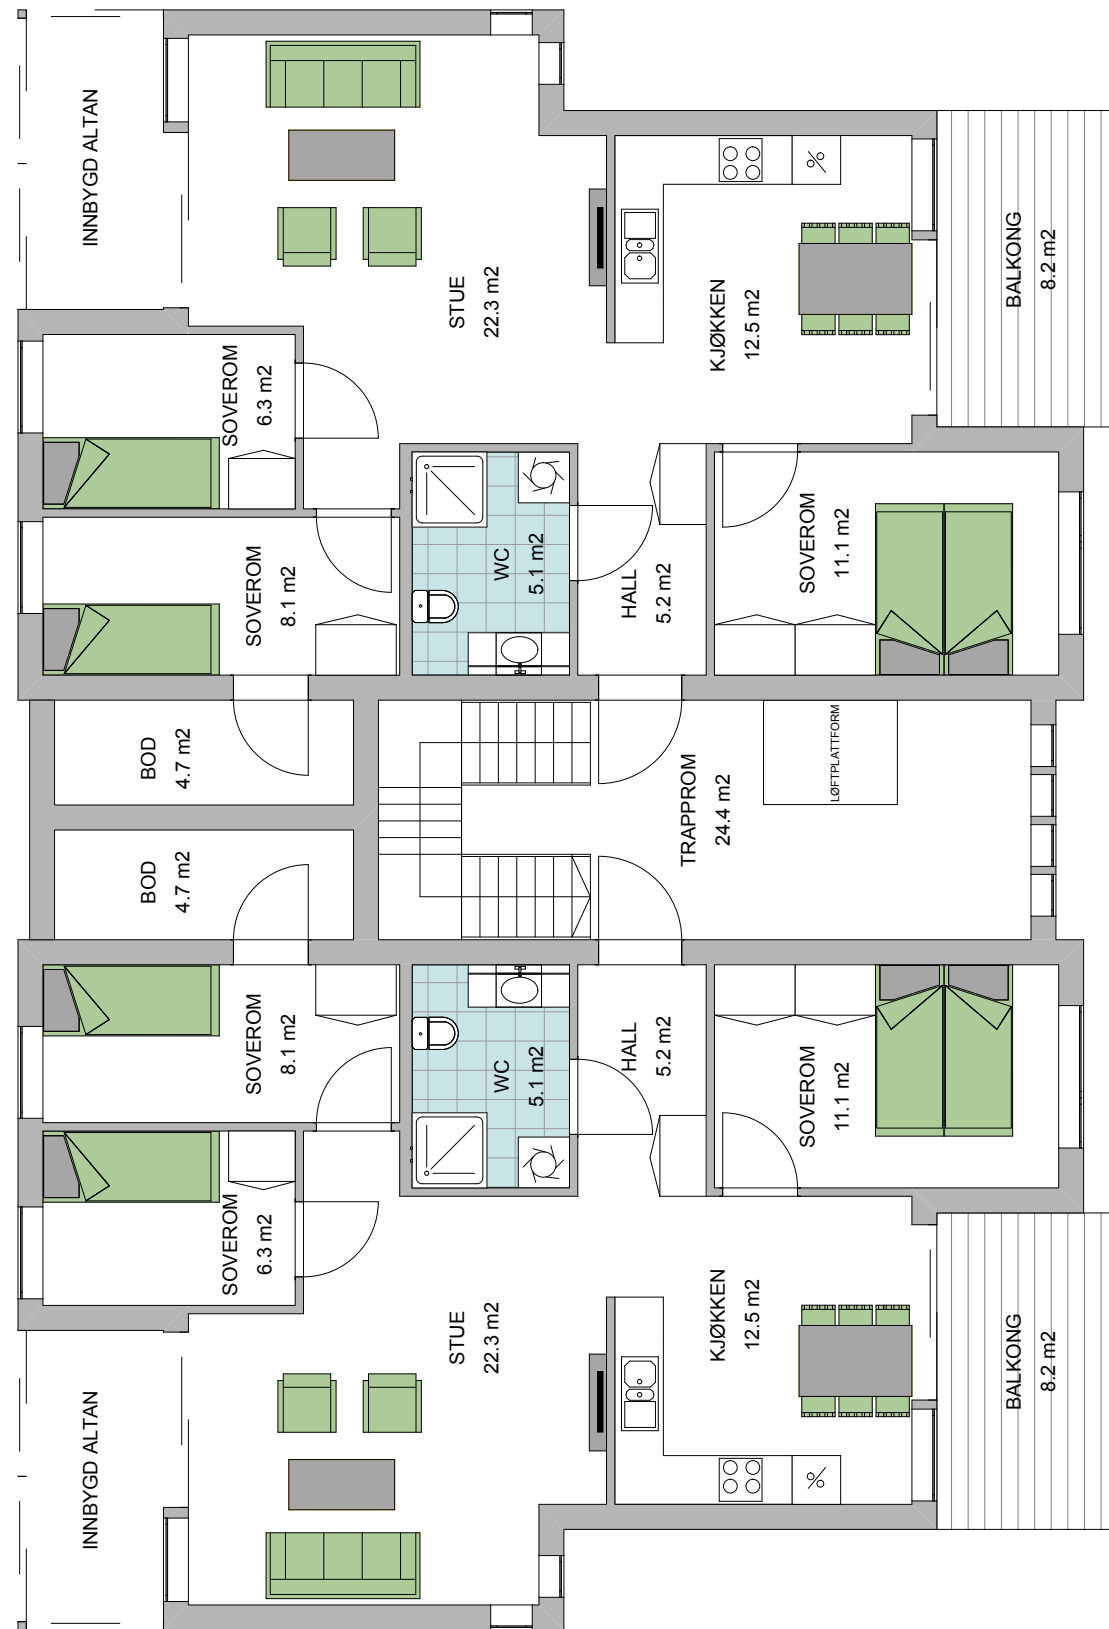 INNBYGD ALTAN
STUE
22.3 m2
KJØKKEN
12.5 m2
BALKONG
8.2 m2
SOVEROM
6.3 m2
SOVEROM
8.1 m2
WC
5.1 m2
HALL
5.2 m2
SOVEROM
11.1 m2
BOD
4.7 m2
TRAPPROM
24.4 m2
LØFTPLATTFORM
BOD
4.7 m2
SOVEROM
8.1 m2
WC
5.1 m2
HALL
5.2 m2
SOVEROM
11.1 m2
SOVEROM
6.3 m2
STUE
22.3 m2
KJØKKEN
12.5 m2
BALKONG
8.2 m2
INNBYGD ALTAN